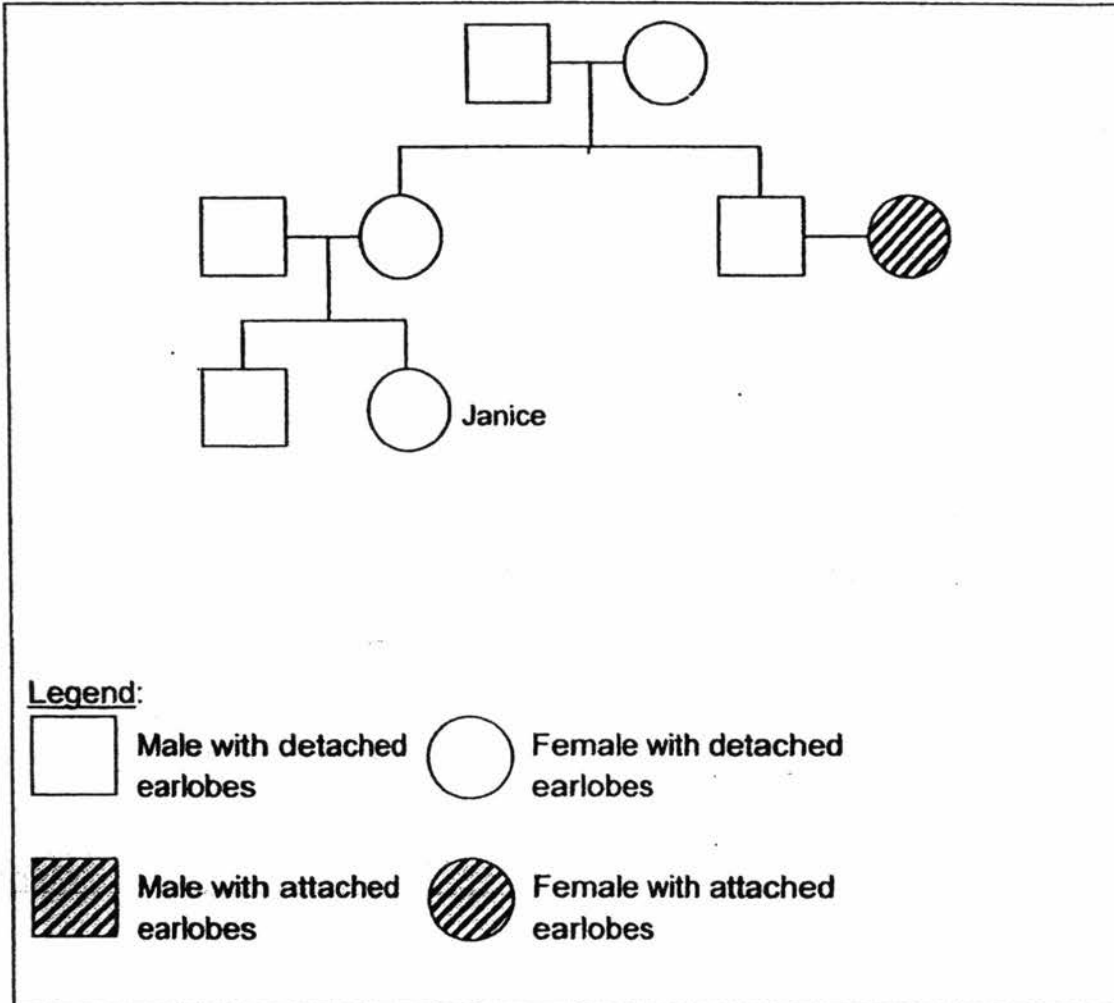 Janice
Legend:
Male with detached
earlobes
Female with detached
earlobes
Male with attached
earlobes
Female with attached
earlobes